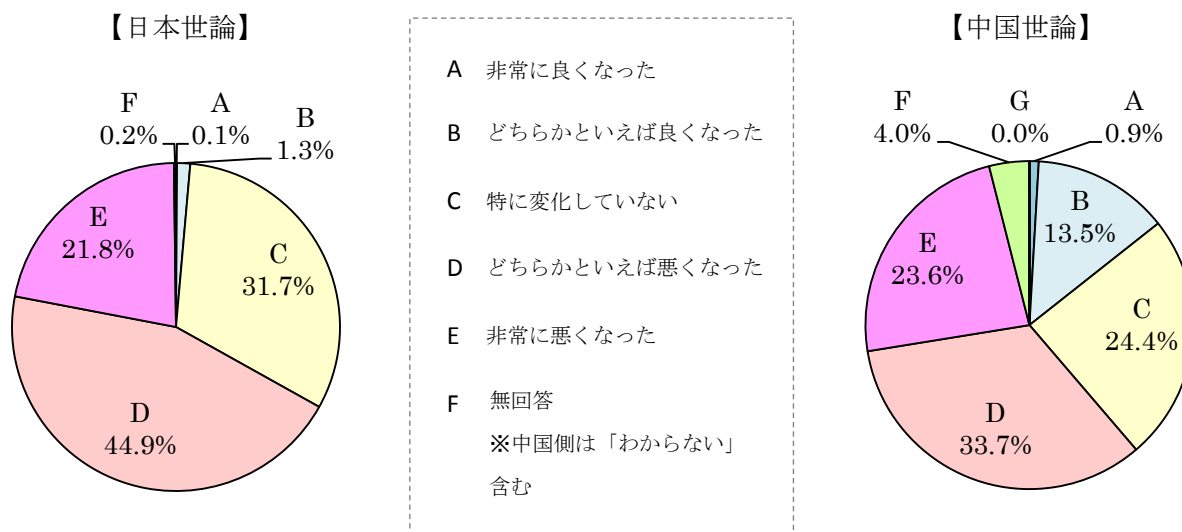 【日本世論】
F
0.2%
A
0.1%
B
1.3%
C
31.7%
D
44.9%
E
21.8%
A 非常に良くなった
B どちらかといえば良くなった
C 特に変化していない
D どちらかといえば悪くなった
E 非常に悪くなった
F 無回答
※中国側は「わからない」
含む
【中国世論】
F
4.0%
G
0.0%
A
0.9%
B
13.5%
C
24.4%
D
33.7%
E
23.6%